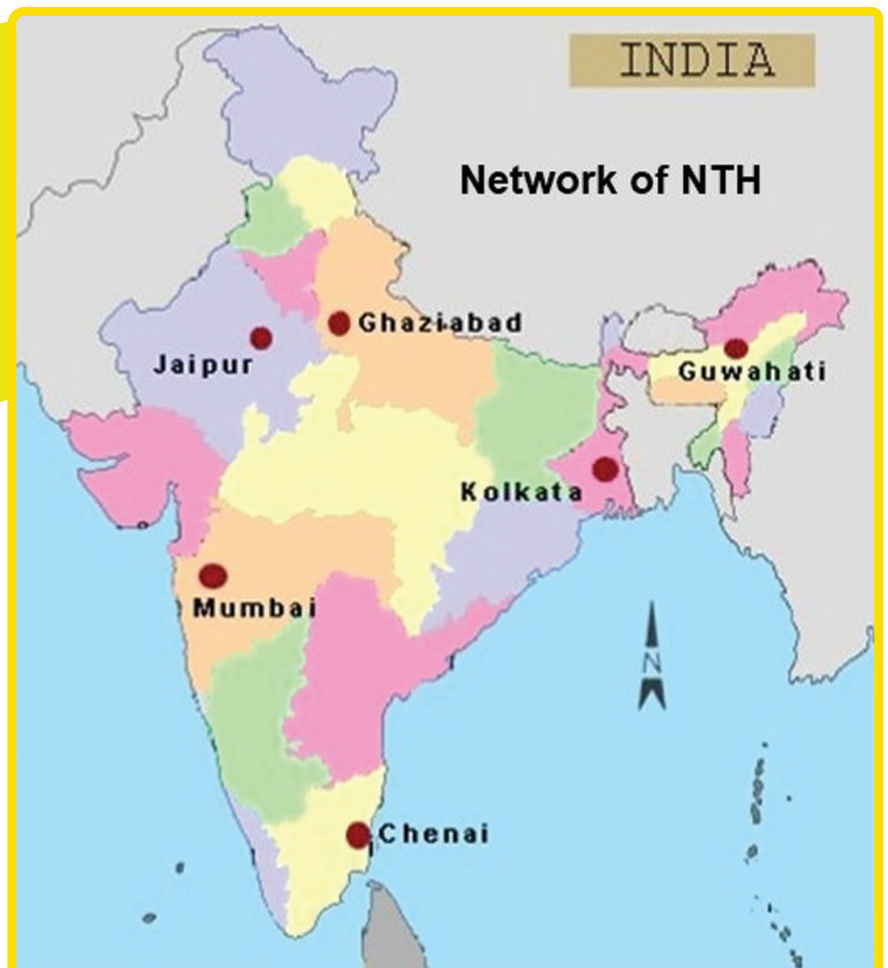 INDIA
Network of NTH
Ghaziabad
Jaipur
Guwahati
Kolkata
Mumbai
N
Chenai